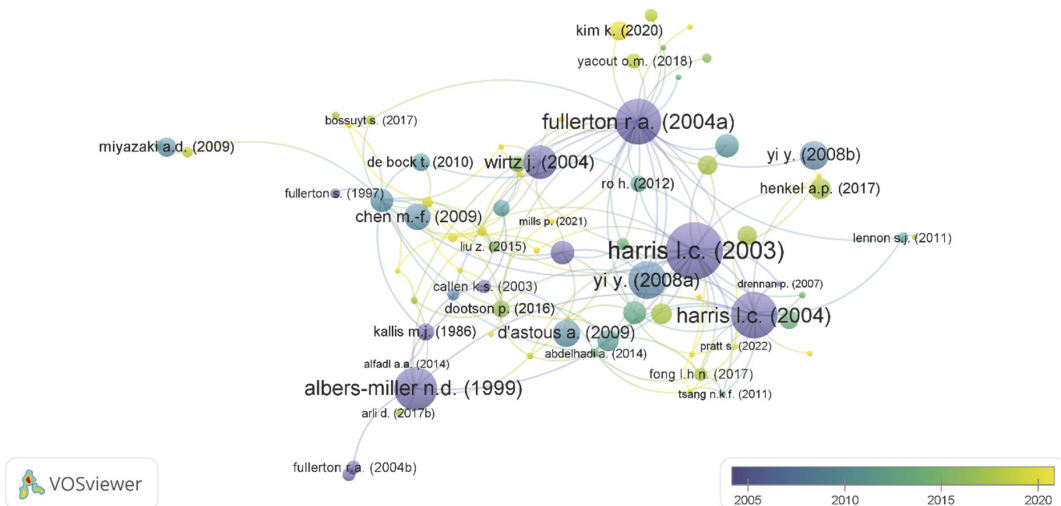 kim k. (2020)
yacout o.m. (2018)
fullerton r.a. (2004a)
bossuyt s. (2017)
miyazaki a.d. (2009)
de bock t. (2010)
wirtz j. (2004)
yi y. (2008b)
ro h. (2012)
henkel a.p. (2017)
fullerton s. (1997)
chen m.-f. (2009)
mills p. (2021)
lennon s.j. (2011)
liu z. (2015)
harris l.c. (2003)
callen k.s. (2003)
yi y. (2008a)
drennan p. (2007)
dootson p. (2016)
harris l.c. (2004)
kallis m.j. (1986)
d'astous a. (2009)
pratt s. (2022)
abdelhadi a. (2014)
alfadl a.a. (2014)
fong l.h.n. (2017)
albers-miller n.d. (1999)
tsang n.k.f. (2011)
arli d. (2017b)
fullerton r.a. (2004b)
VOSviewer
2005 2010 2015 2020